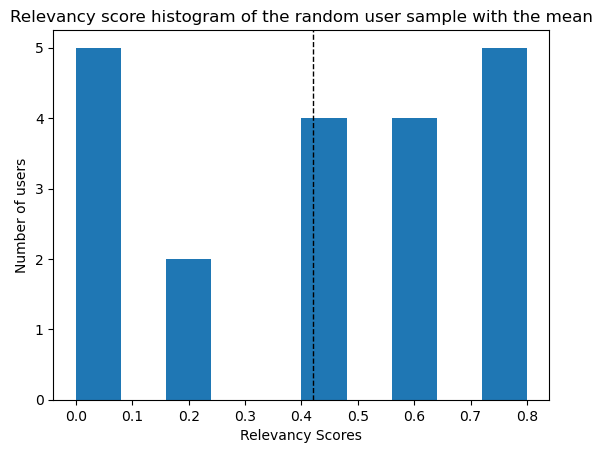 Relevancy score histogram of the random user sample with the mean
5
4
3
2
1
0
Number of users
0.0 0.1 0.2 0.3 0.4 0.5 0.6 0.7 0.8
Relevancy Scores